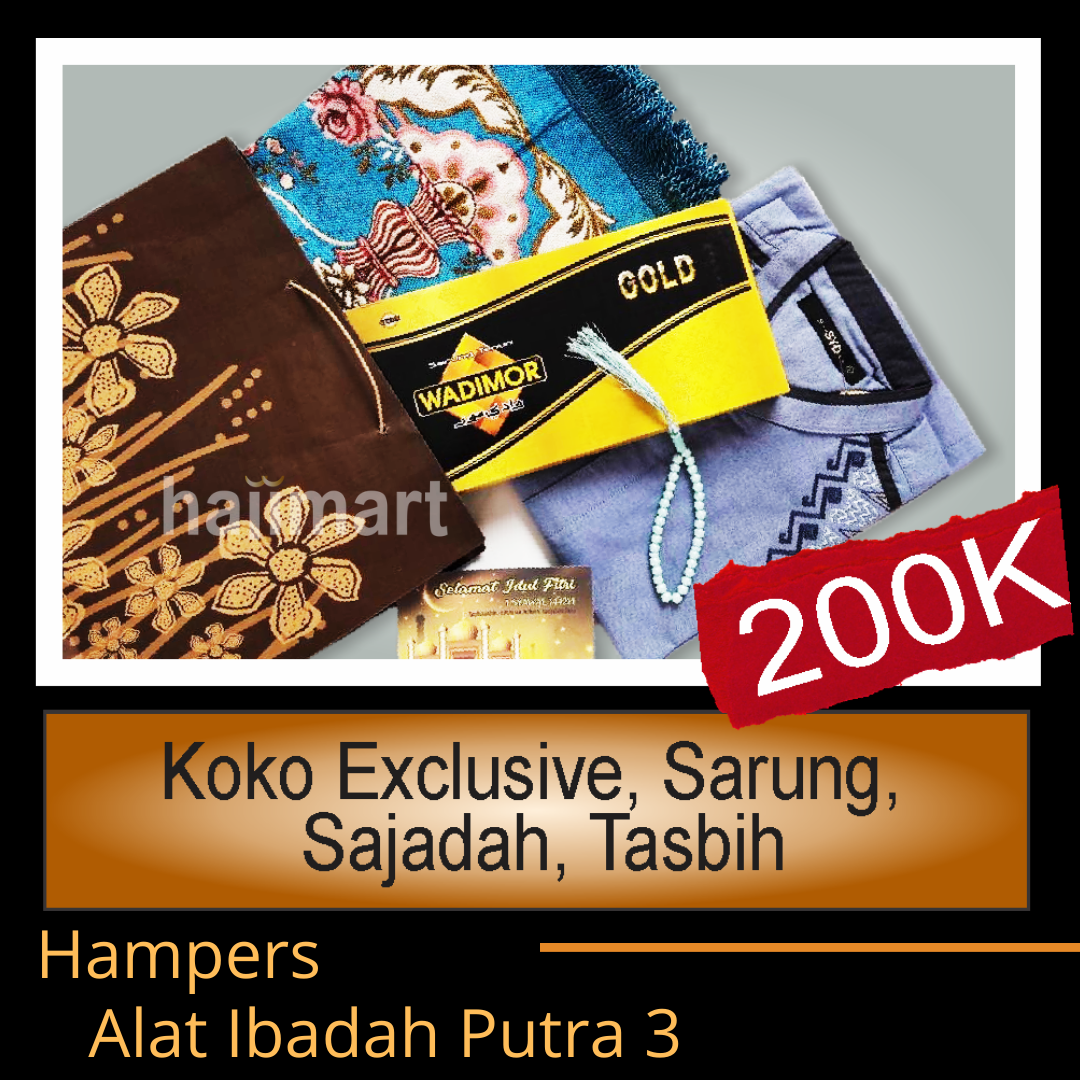 GOLD
WADIMOR
hajimart
Selamat Idul Fitri
200K
Koko Exclusive, Sarung,
Sajadah, Tasbih
Hampers
Alat Ibadah Putra 3